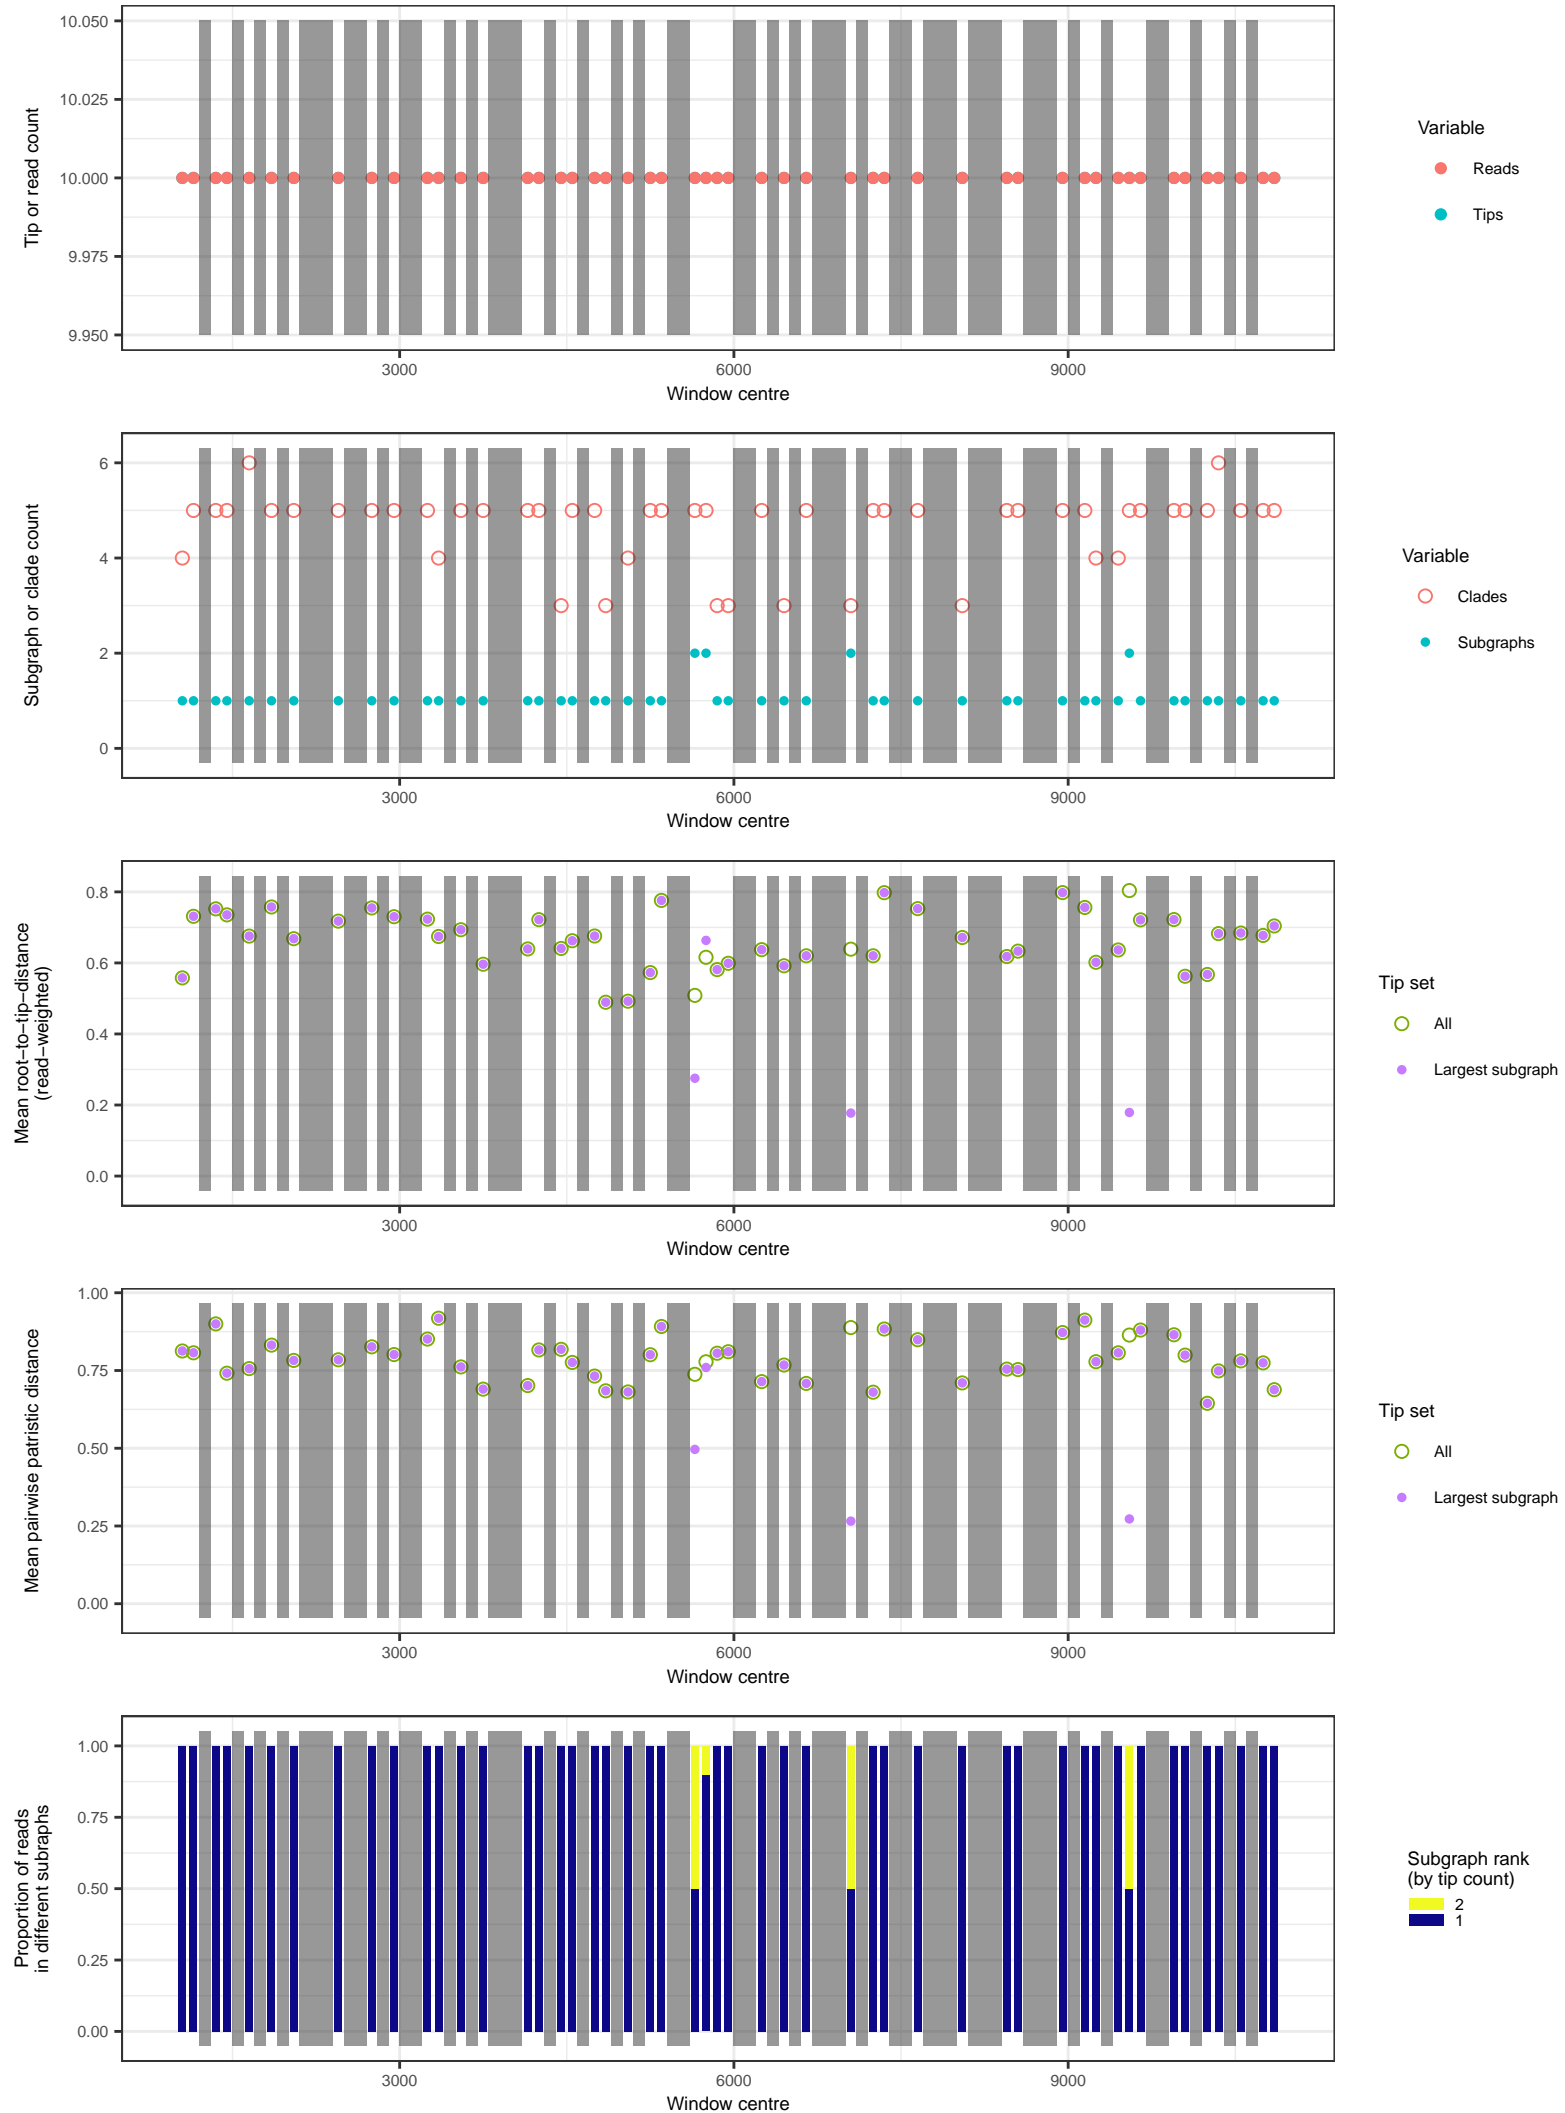 10.050
10.025
10.000
9.975
9.950
Tip or read count
3000
6000
9000
Window centre
Variable
Reads
Tips
6
4
2
0
Subgraph or clade count
3000
6000
9000
Window centre
Variable
Clades
Subgraphs
0.8
0.6
0.4
0.2
0.0
Mean root−to−tip−distance
(read−weighted)
3000
6000
9000
Window centre
Tip set
All
Largest subgraph
1.00
0.75
0.50
0.25
0.00
Mean pairwise patristic distance
3000
6000
9000
Window centre
Tip set
All
Largest subgraph
1.00
0.75
0.50
0.25
0.00
Proportion of reads
in different subraphs
3000
6000
9000
Window centre
Subgraph rank
(by tip count)
2
1